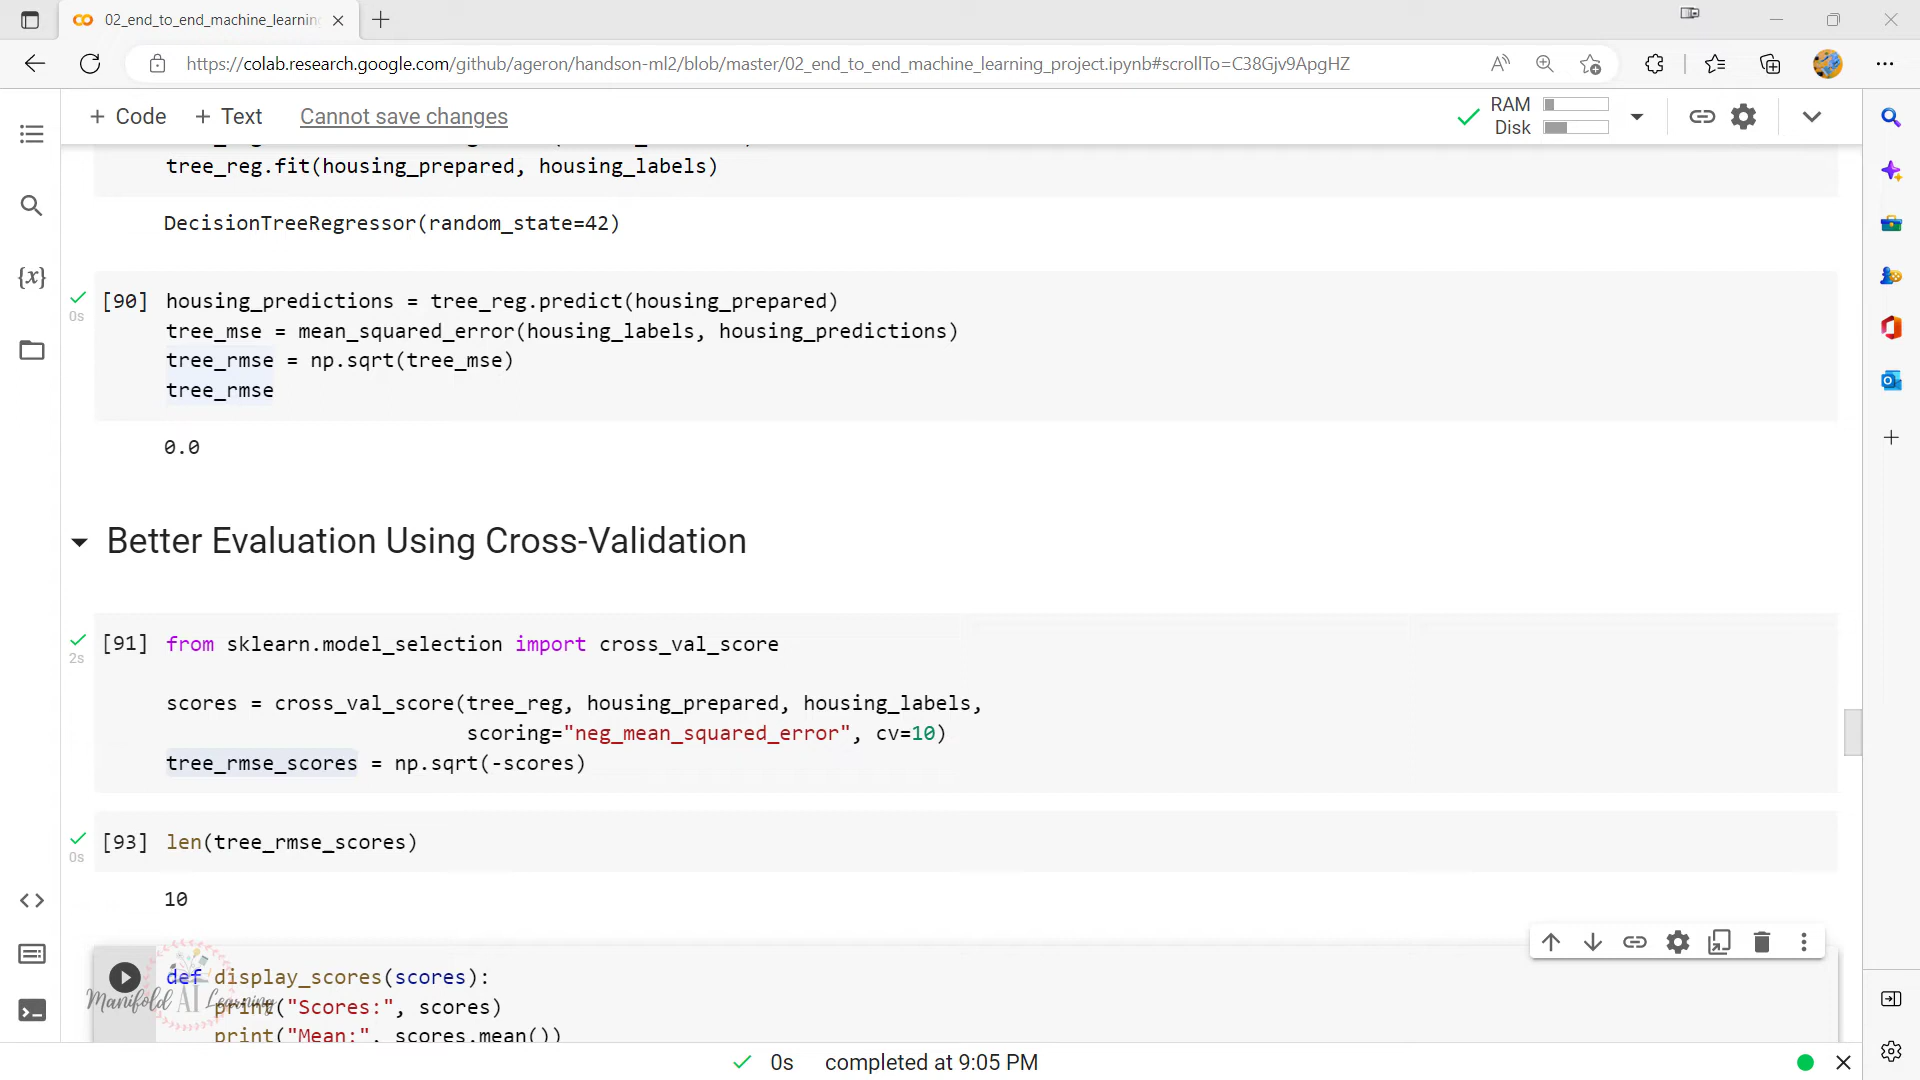 02_end_to_end_machine_learning
https://colab.research.google.com/github/ageron/handson-ml2/blob/master/02_end_to_end_machine_learning_project.ipynb#scrollTo=C38Gjv9ApgHZ
+ Code + Text Cannot save changes
RAM
Disk
tree_reg.fit(housing_prepared, housing_labels)
DecisionTreeRegressor(random_state=42)
[90] housing_predictions = tree_reg.predict(housing_prepared)
0s
tree_mse = mean_squared_error(housing_labels, housing_predictions)
tree_rmse = np.sqrt(tree_mse)
tree_rmse
0.0
Better Evaluation Using Cross-Validation
[91] from sklearn.model_selection import cross_val_score
2s
scores = cross_val_score(tree_reg, housing_prepared, housing_labels,
scoring="neg_mean_squared_error", cv=10)
tree_rmse_scores = np.sqrt(-scores)
[93] len(tree_rmse_scores)
0s
10
def display_scores(scores):
print("Scores:", scores)
print("Mean:", scores.mean())
Manifold AI Learning
0s completed at 9:05 PM